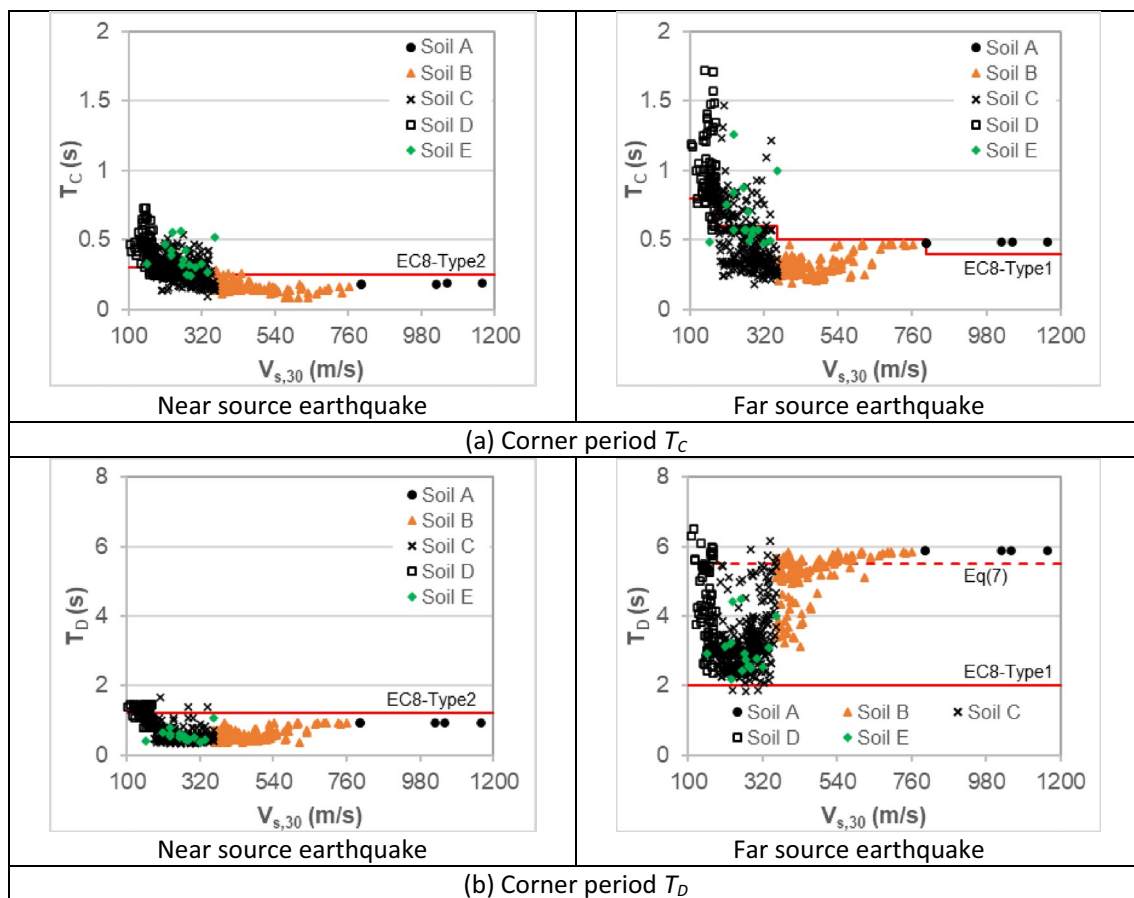 2
1.5
1
0.5
0
T_C (s)
Soil A
Soil B
Soil C
Soil D
Soil E
EC8-Type2
100 320 540 760 980 1200
V_s,30 (m/s)
Near source earthquake
2
1.5
1
0.5
0
T_C (s)
Soil A
Soil B
Soil C
Soil D
Soil E
EC8-Type1
100 320 540 760 980 1200
V_s,30 (m/s)
Far source earthquake
(a) Corner period T_C
8
6
4
2
0
T_D (s)
Soil A
Soil B
Soil C
Soil D
Soil E
EC8-Type2
100 320 540 760 980 1200
V_s,30 (m/s)
Near source earthquake
8
6
4
2
0
T_D (s)
Eq(7)
EC8-Type1
Soil A Soil B Soil C
Soil D Soil E
100 320 540 760 980 1200
V_s,30 (m/s)
Far source earthquake
(b) Corner period T_D